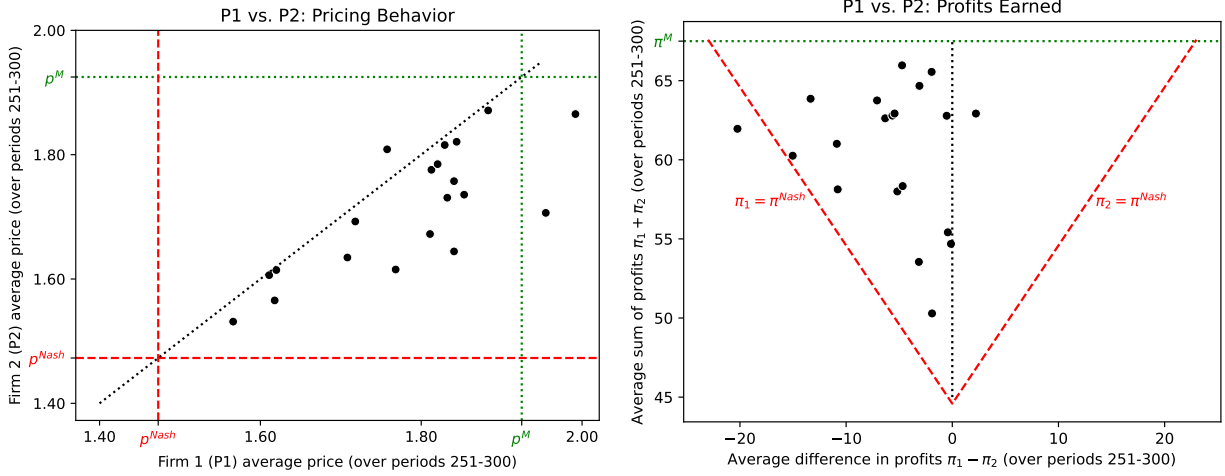 P1 vs. P2: Pricing Behavior
Firm 2 (P2) average price (over periods 251-300)
2.00
p^M
1.80
1.60
p^Nash
1.40
1.40
p^Nash
1.60
1.80
p^M
2.00
Firm 1 (P1) average price (over periods 251-300)
P1 vs. P2: Profits Earned
Average sum of profits π₁ + π₂ (over periods 251-300)
π^M
65
60
55
50
45
π₁ = π^Nash
π₂ = π^Nash
−20
−10
0
10
20
Average difference in profits π₁ − π₂ (over periods 251-300)